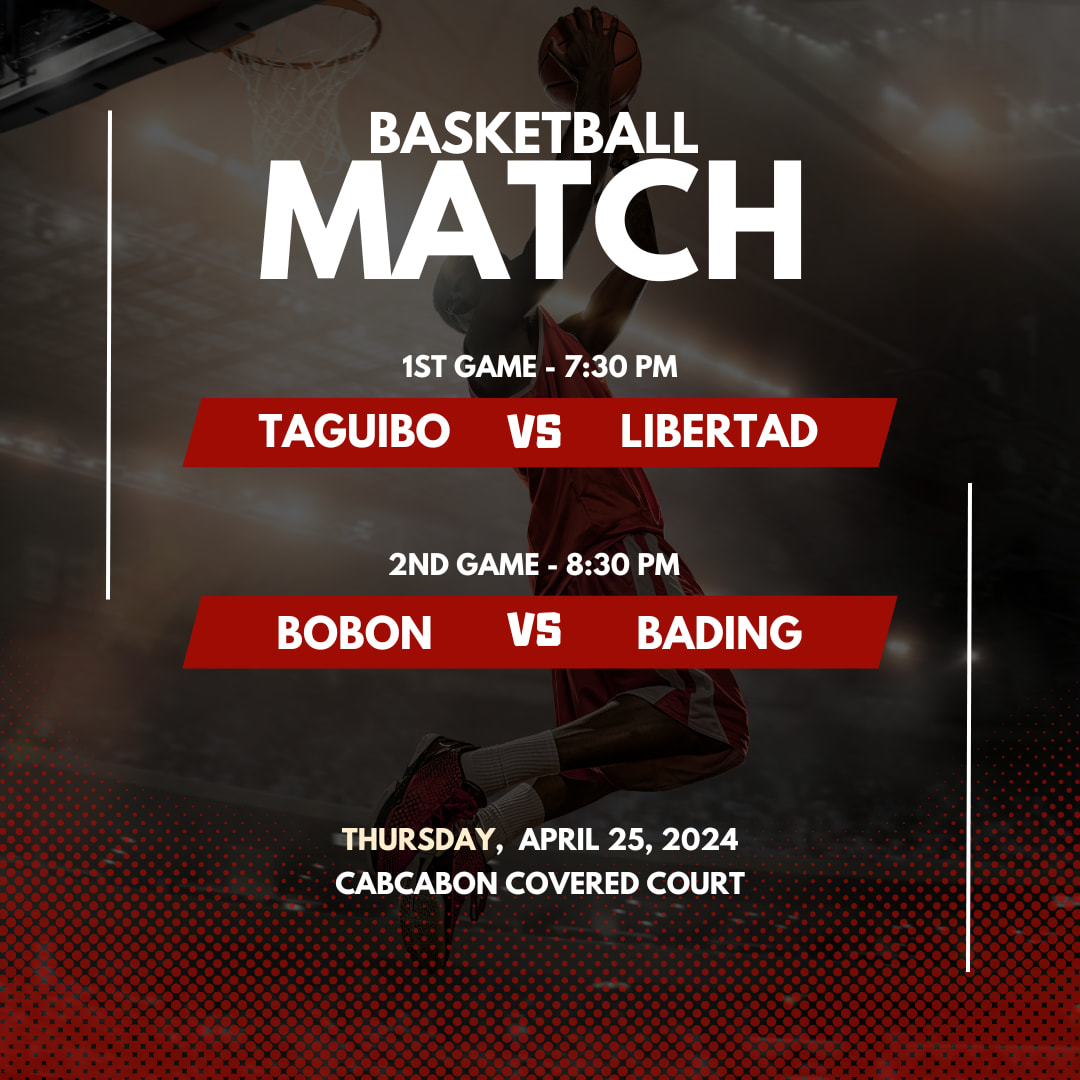 BASKETBALL
MATCH
1ST GAME - 7:30 PM
TAGUIBO VS LIBERTAD
2ND GAME - 8:30 PM
BOBON VS BADING
THURSDAY, APRIL 25, 2024
CABCABON COVERED COURT